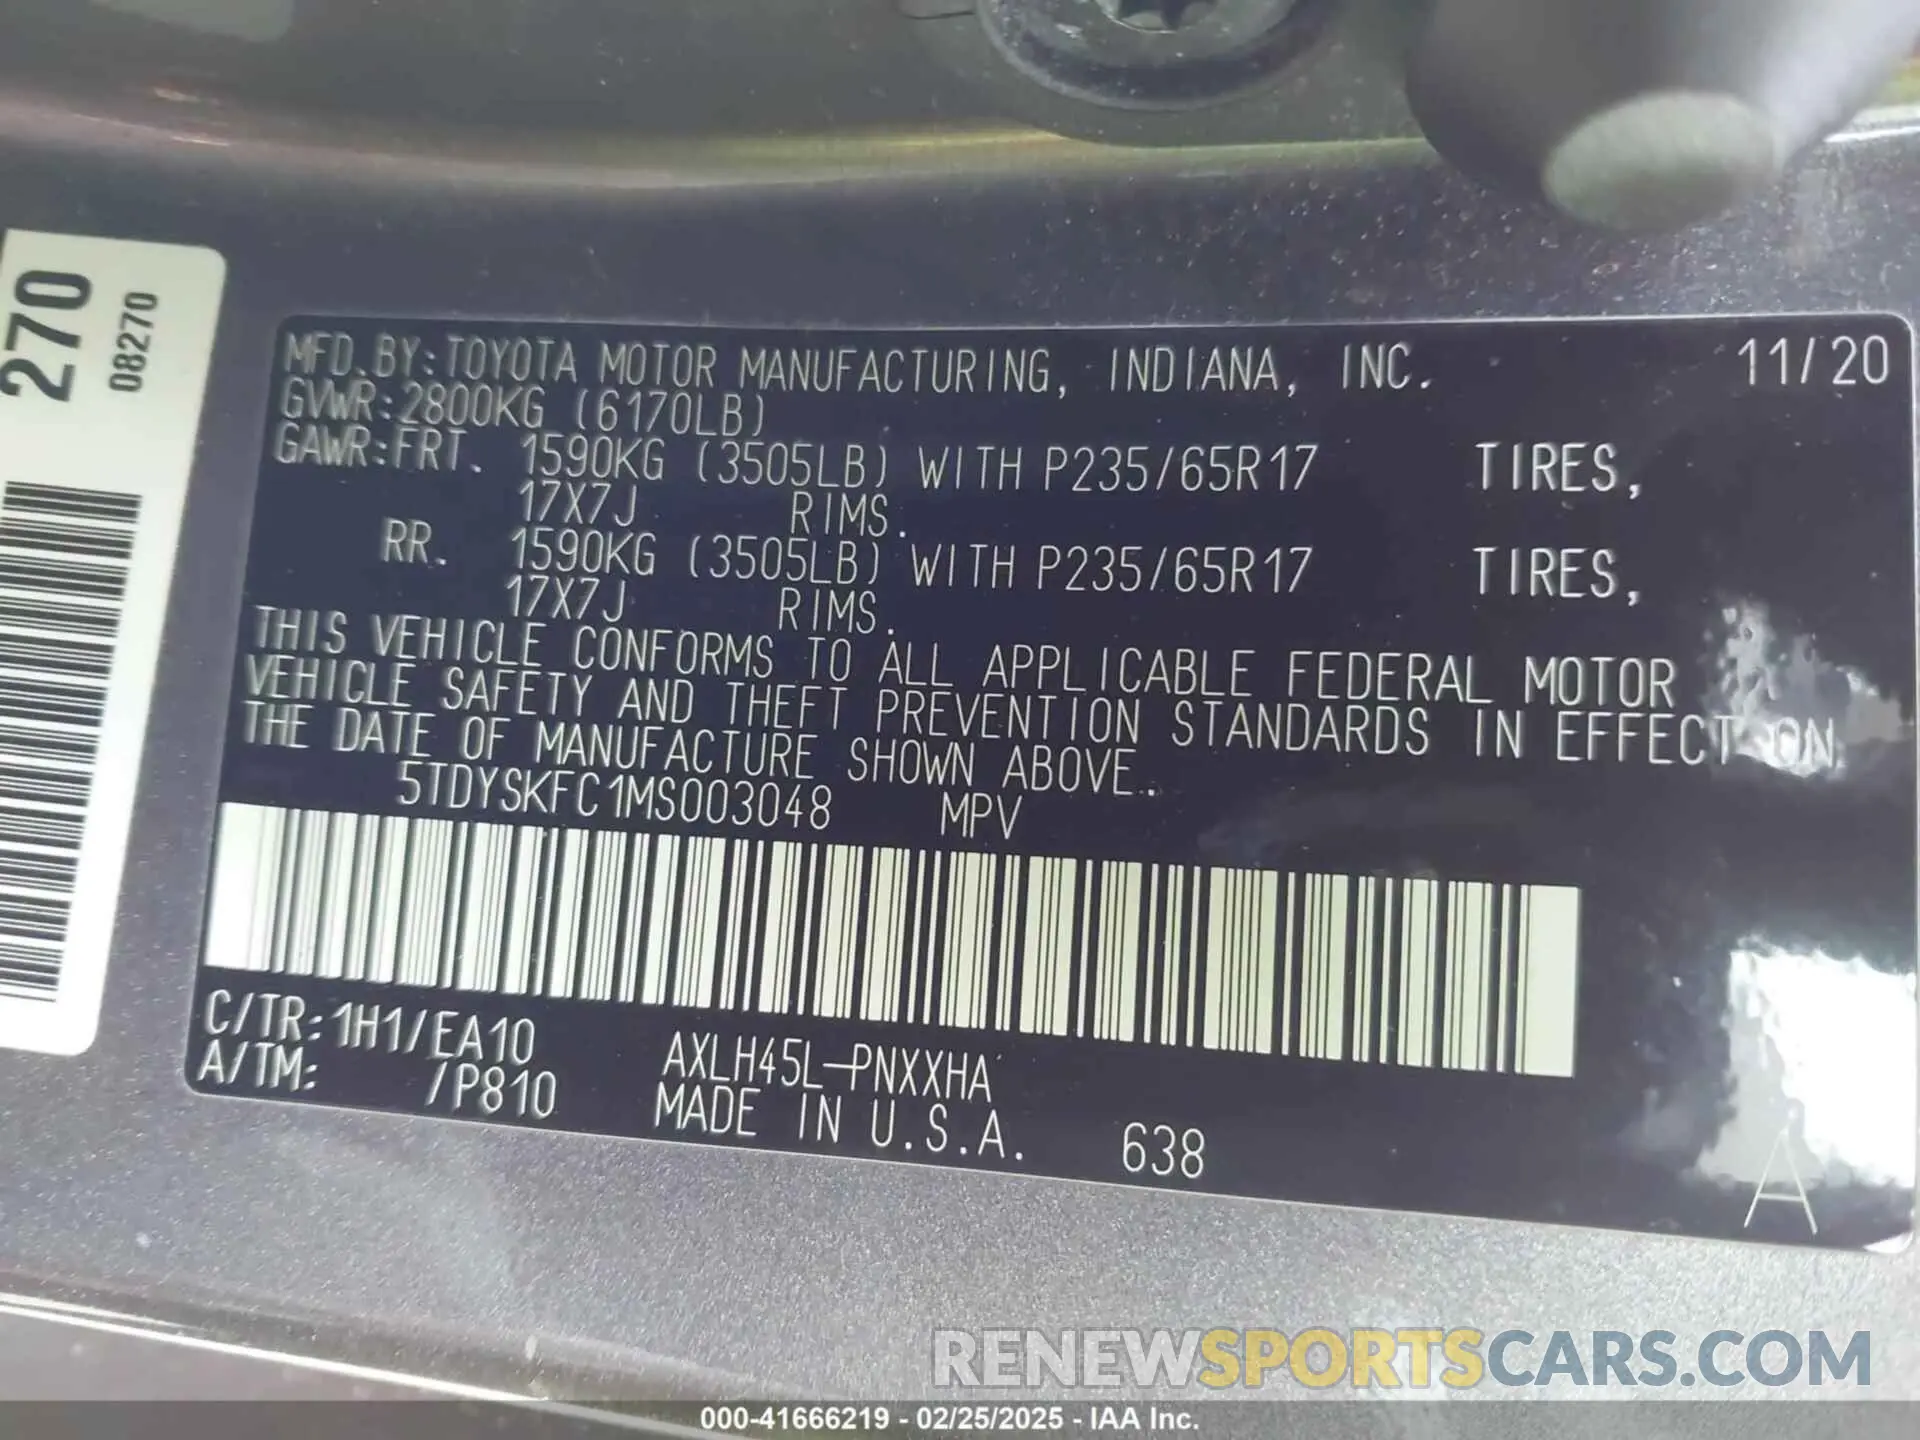 270
08270
MFD.BY:TOYOTA MOTOR MANUFACTURING, INDIANA, INC. 11/20
GVWR:2800KG (6170LB)
GAWR:FRT. 1590KG (3505LB) WITH P235/65R17 TIRES,
17X7J RIMS.
RR. 1590KG (3505LB) WITH P235/65R17 TIRES,
17X7J RIMS.
THIS VEHICLE CONFORMS TO ALL APPLICABLE FEDERAL MOTOR
VEHICLE SAFETY AND THEFT PREVENTION STANDARDS IN EFFECT ON
THE DATE OF MANUFACTURE SHOWN ABOVE.
5TDYSKFC1MS003048 MPV
C/TR:1H1/EA10 AXLH45L-PNXXHA
A/TM: /P810 MADE IN U.S.A. 638
A
RENEWSPORTSCARS.COM
000-41666219 - 02/25/2025 - IAA Inc.